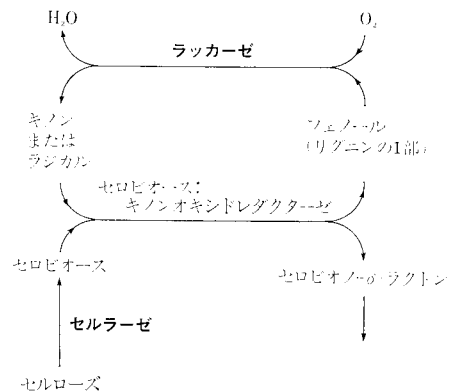 H₂O
O₂
ラッカーゼ
キノン
または
ラジカル
フェノール
(リグニンの1部)
セロビオース:
キノンオキシドレダクターゼ
セロビオース
セロビオノ-σ-ラクトン
セルラーゼ
セルローズ